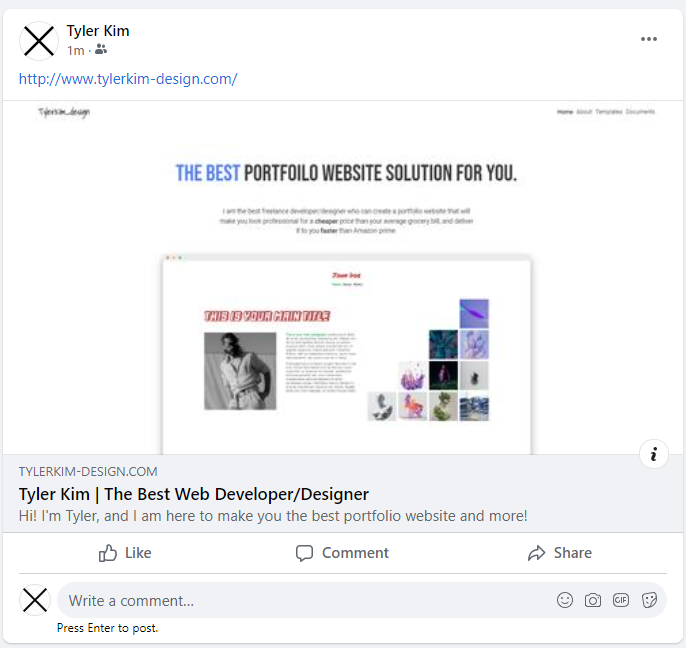 Tyler Kim
1m ·
http://www.tylerkim-design.com/
Tylerkim_design
Home About Templates Documents
THE BEST PORTFOILO WEBSITE SOLUTION FOR YOU.
I am the best freelance developer/designer who can create a portfolio website that will
make you look professional for a cheaper price than your average grocery bill, and deliver
it to you faster than Amazon prime
THIS IS YOUR MAIN TITLE
TYLERKIM-DESIGN.COM
Tyler Kim | The Best Web Developer/Designer
Hi! I'm Tyler, and I am here to make you the best portfolio website and more!
Like Comment Share
Write a comment...
GIF
Press Enter to post.